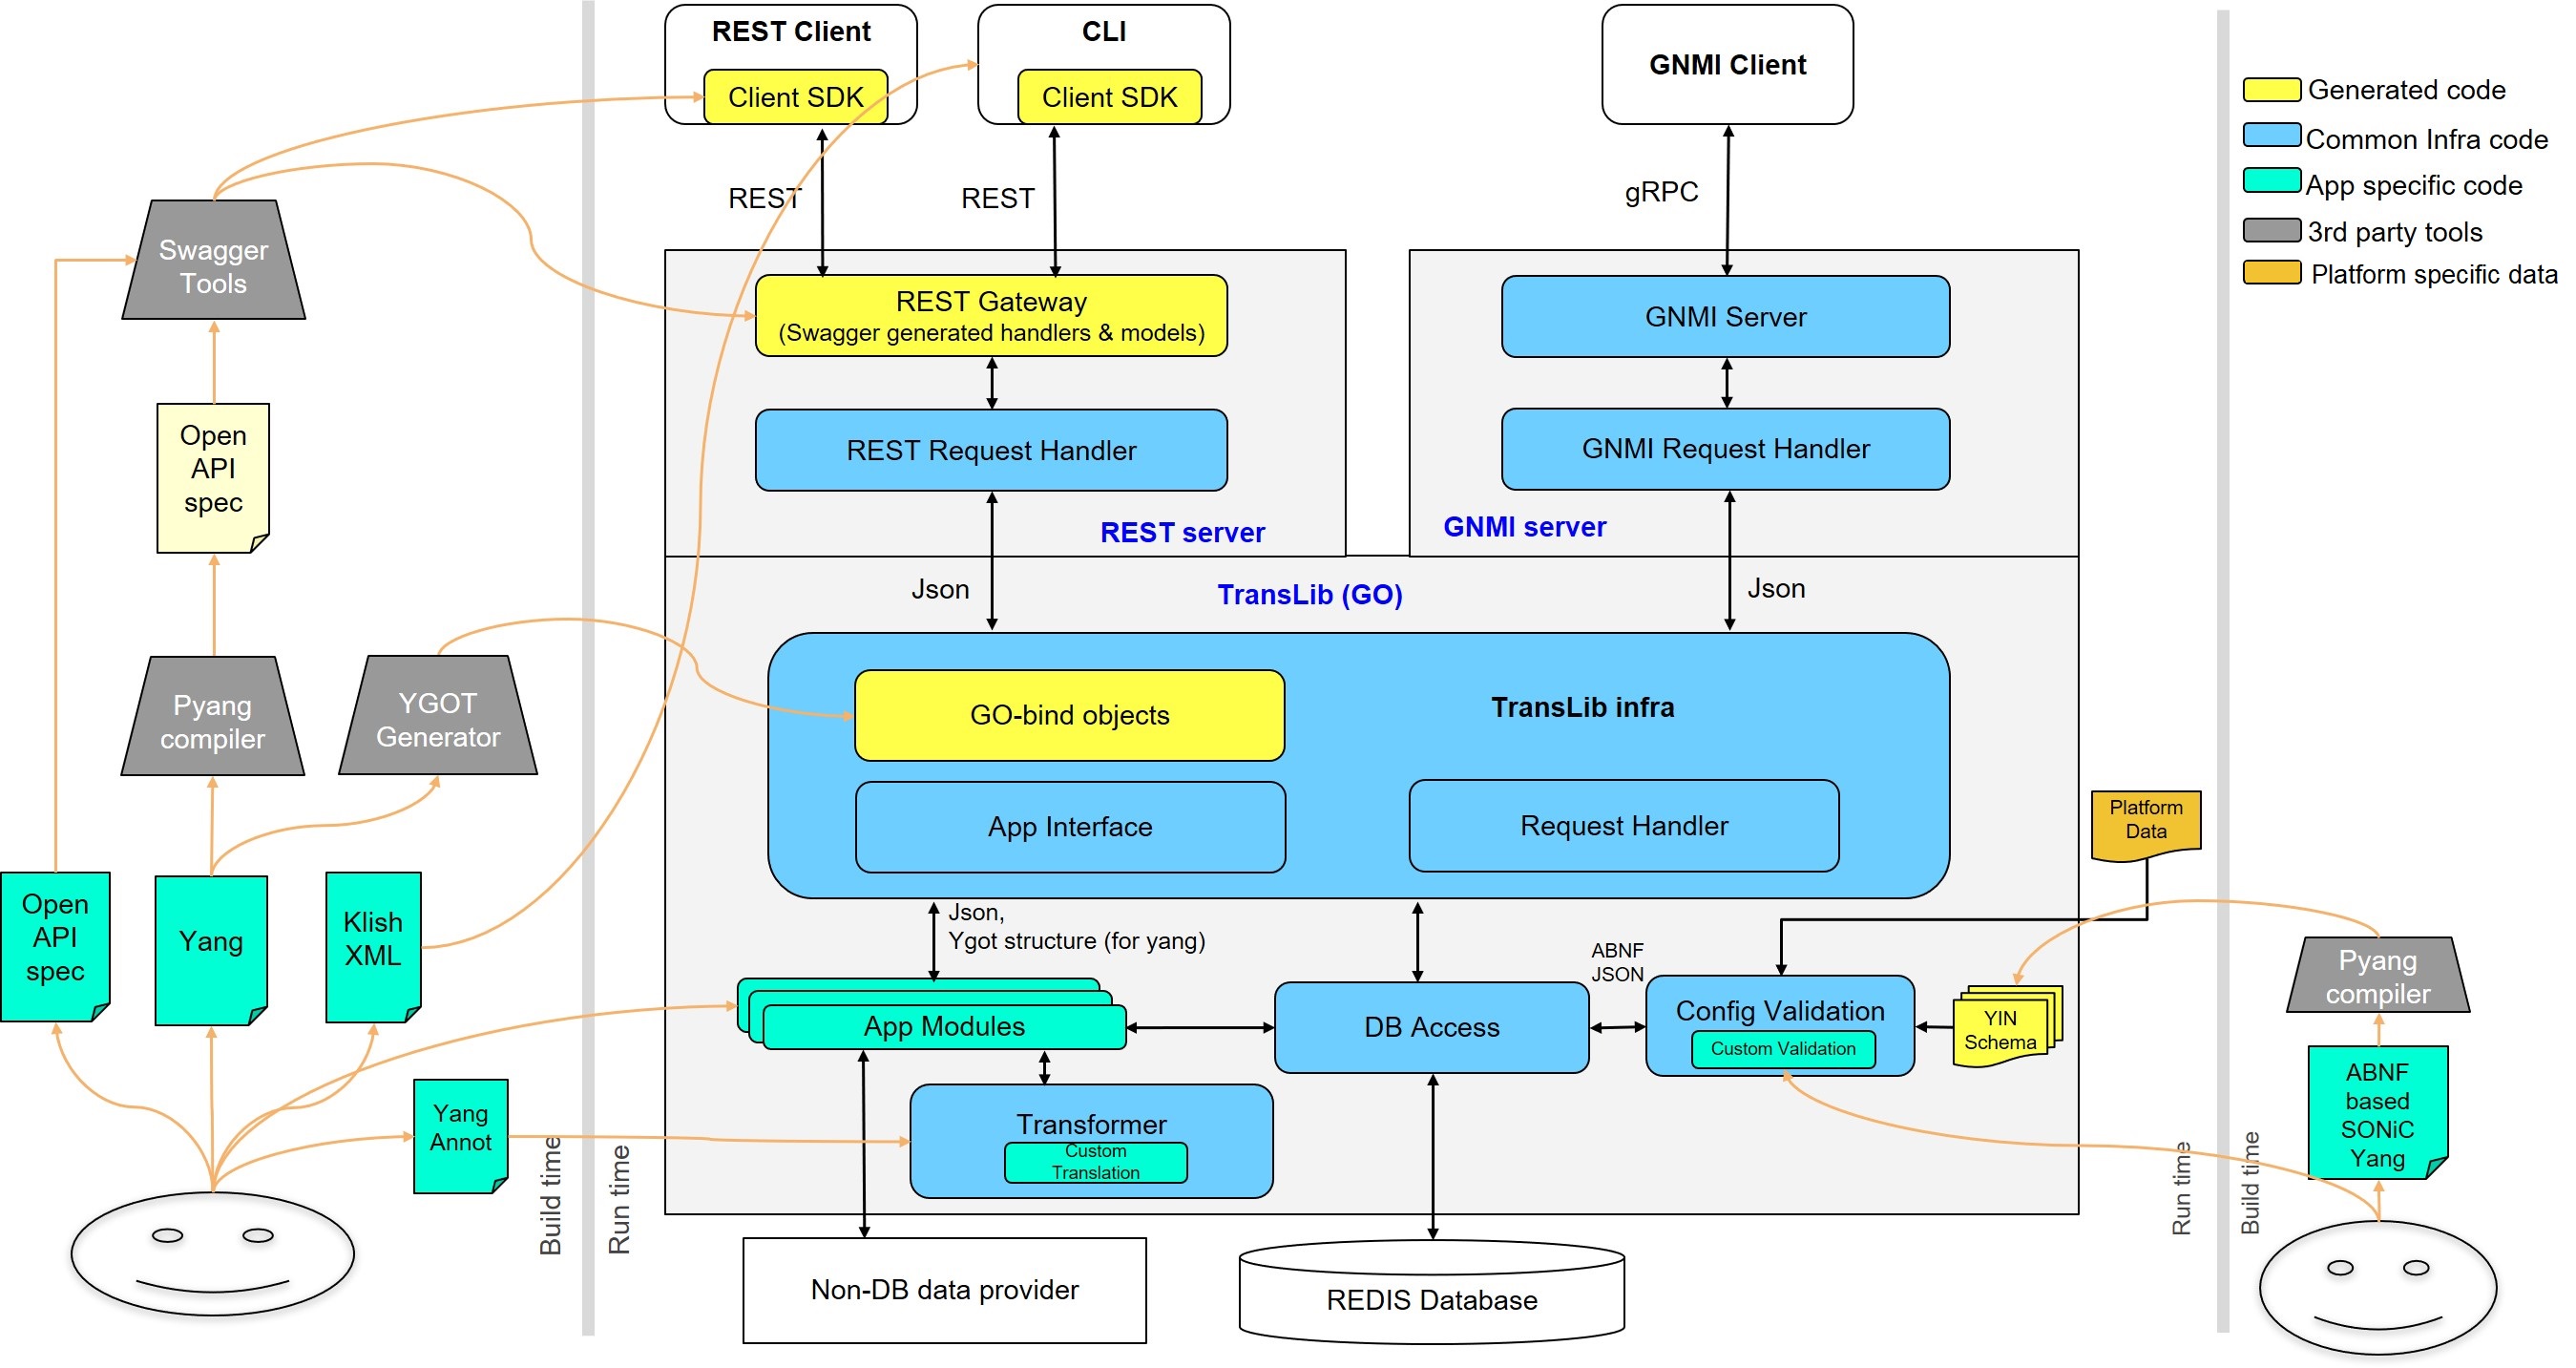 REST Client
Client SDK
CLI
Client SDK
GNMI Client
Generated code
Common Infra code
App specific code
3rd party tools
Platform specific data
REST
REST
gRPC
Swagger
Tools
REST Gateway
(Swagger generated handlers & models)
GNMI Server
Open
API
spec
REST Request Handler
GNMI Request Handler
REST server
GNMI server
Json
TransLib (GO)
Json
Pyang
compiler
YGOT
Generator
GO-bind objects
TransLib infra
App Interface
Request Handler
Platform
Data
Open
API
spec
Yang
Klish
XML
Json,
Ygot structure (for yang)
ABNF
JSON
Pyang
compiler
App Modules
DB Access
Config Validation
Custom Validation
YIN
Schema
Yang
Annot
Transformer
Custom
Translation
ABNF
based
SONiC
Yang
Build time
Run time
Run time
Build time
Non-DB data provider
REDIS Database